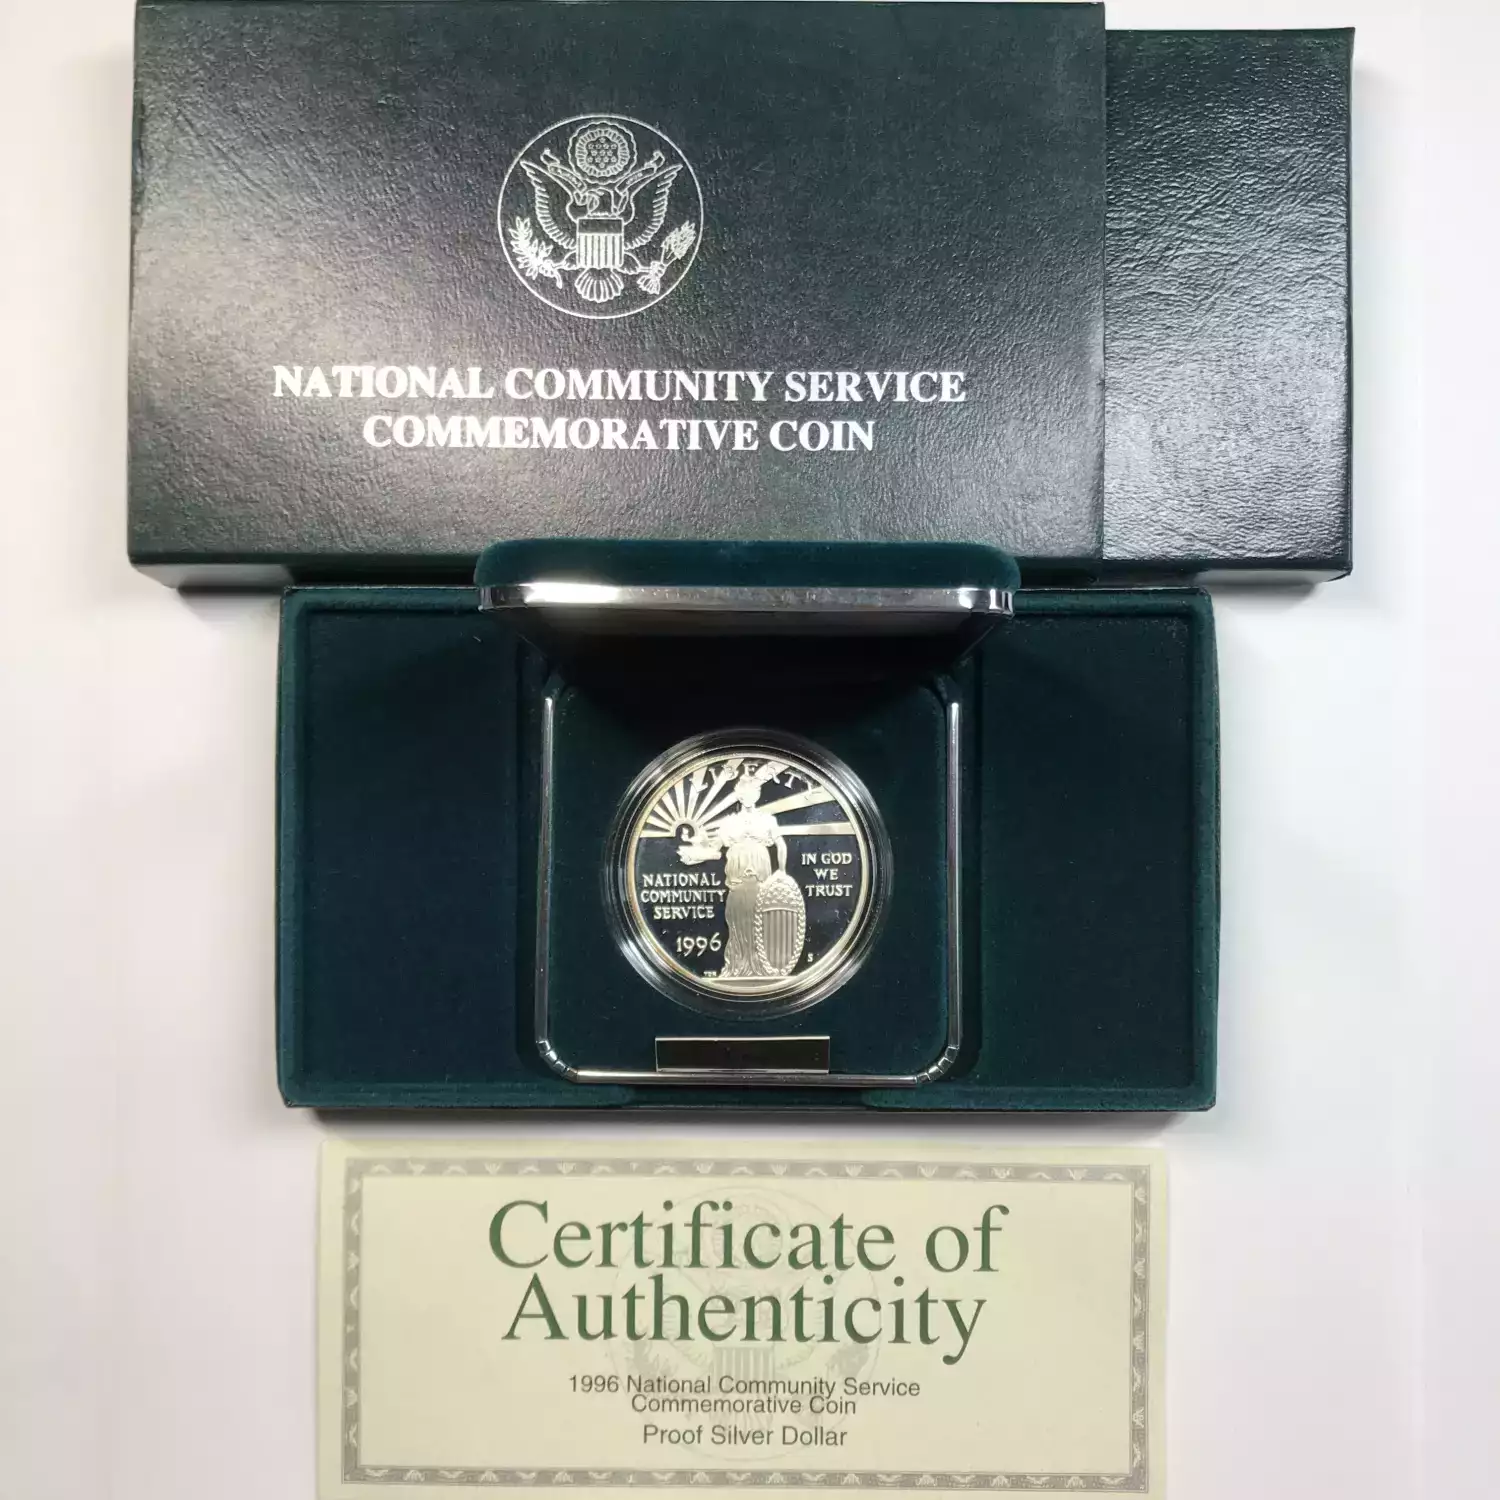 NATIONAL COMMUNITY SERVICE
COMMEMORATIVE COIN
LIBERTY
IN GOD
WE
TRUST
NATIONAL
COMMUNITY
SERVICE
1996
S
Certificate of
Authenticity
1996 National Community Service
Commemorative Coin
Proof Silver Dollar